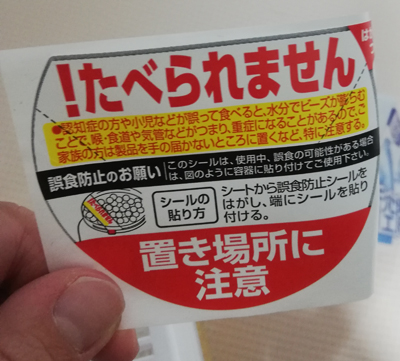 !たべられません
●認知症の方や小児などが誤って食べると、水分でビーズが膨らむ
ことで、喉・食道や気管などがつまり、重症になることがあるので、ご
家族の方は製品を手の届かないところに置くなど、特に注意する。
誤食防止のお願い
このシールは、使用中、誤食の可能性がある場合
は、図のように容器に貼り付けてご使用下さい。
シールの
貼り方
シートから誤食防止シールを
はがし、端にシールを貼り
付ける。
置き場所に
注意